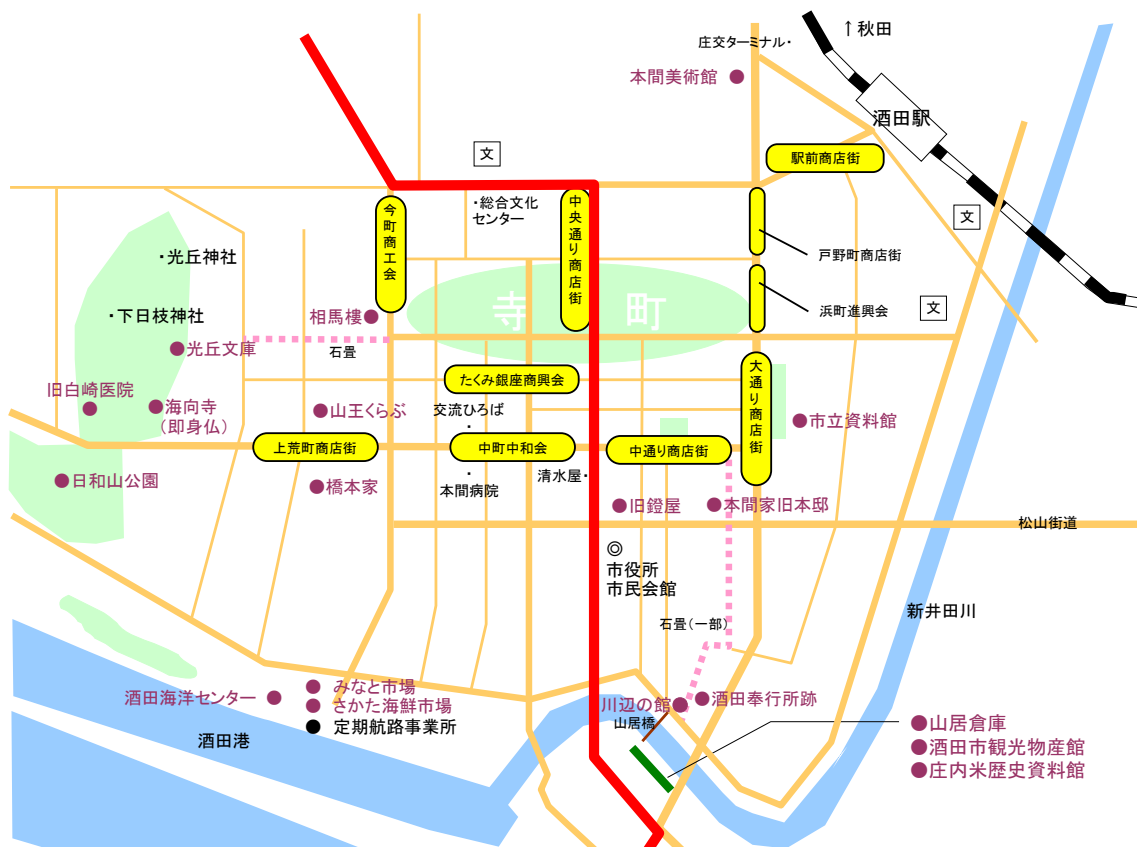 ↑秋田
庄交ターミナル・
本間美術館
酒田駅
駅前商店街
文
・総合文化
センター
中央通り商店街
今町商工会
文
・光丘神社
戸野町商店街
寺町
浜町進興会
文
・下日枝神社
相馬樓
光丘文庫
石畳
大通り商店街
たくみ銀座商興会
旧白崎医院
海向寺
(即身仏)
山王くらぶ
交流ひろば
・
市立資料館
上荒町商店街
中町中和会
中通り商店街
日和山公園
橋本家
・
本間病院
清水屋・
旧鐙屋
本間家旧本邸
松山街道
◎
市役所
市民会館
新井田川
石畳(一部)
酒田海洋センター
みなと市場
さかた海鮮市場
定期航路事業所
川辺の館
酒田奉行所跡
山居橋
酒田港
山居倉庫
酒田市観光物産館
庄内米歴史資料館